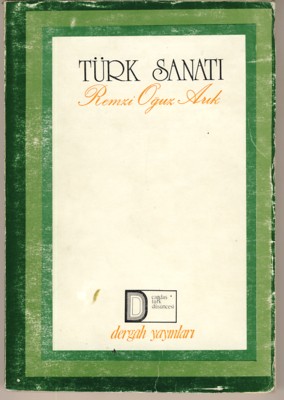 TÜRK SANATI
Remzi Oğuz Arık
D
dergâh yayınları